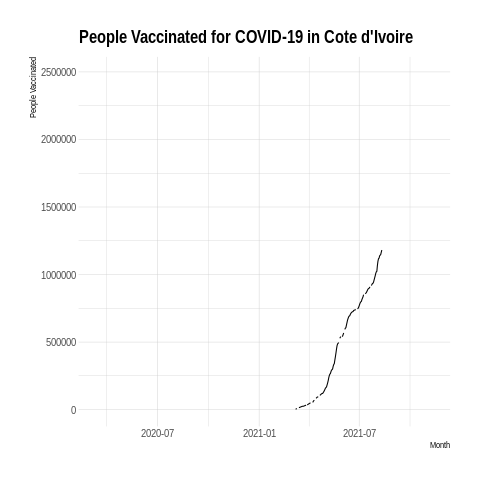 People Vaccinated for COVID-19 in Cote d'Ivoire
People Vaccinated
2500000
2000000
1500000
1000000
500000
0
2020-07 2021-01 2021-07
Month